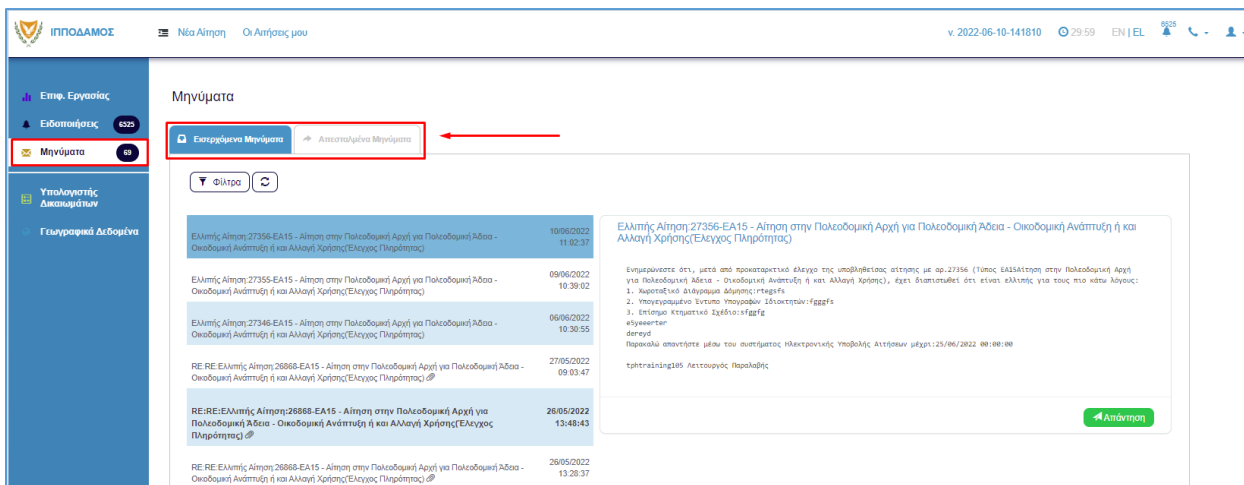 ΙΠΠΟΔΑΜΟΣ
Νέα Αίτηση Οι Αιτήσεις μου
v. 2022-06-10-141810 29:59 EN | EL 6525
Επιφ. Εργασίας
Ειδοποιήσεις 6525
Μηνύματα 69
Υπολογιστής
Δικαιωμάτων
Γεωγραφικά Δεδομένα
Μηνύματα
Εισερχόμενα Μηνύματα Απεσταλμένα Μηνύματα
Φίλτρα
Ελλιπής Αίτηση:27356-ΕΑ15 - Αίτηση στην Πολεοδομική Αρχή για Πολεοδομική Άδεια - 10/06/2022
Οικοδομική Ανάπτυξη ή και Αλλαγή Χρήσης(Έλεγχος Πληρότητας) 11:02:37
Ελλιπής Αίτηση:27355-ΕΑ15 - Αίτηση στην Πολεοδομική Αρχή για Πολεοδομική Άδεια - 09/06/2022
Οικοδομική Ανάπτυξη ή και Αλλαγή Χρήσης(Έλεγχος Πληρότητας) 10:39:02
Ελλιπής Αίτηση:27346-ΕΑ15 - Αίτηση στην Πολεοδομική Αρχή για Πολεοδομική Άδεια - 06/06/2022
Οικοδομική Ανάπτυξη ή και Αλλαγή Χρήσης(Έλεγχος Πληρότητας) 10:30:55
RE:RE:Ελλιπής Αίτηση:26868-ΕΑ15 - Αίτηση στην Πολεοδομική Αρχή για Πολεοδομική Άδεια - 27/05/2022
Οικοδομική Ανάπτυξη ή και Αλλαγή Χρήσης(Έλεγχος Πληρότητας) 09:03:47
RE:RE:Ελλιπής Αίτηση:26868-ΕΑ15 - Αίτηση στην Πολεοδομική Αρχή για 26/05/2022
Πολεοδομική Άδεια - Οικοδομική Ανάπτυξη ή και Αλλαγή Χρήσης(Έλεγχος 13:48:43
Πληρότητας)
RE:RE:Ελλιπής Αίτηση:26868-ΕΑ15 - Αίτηση στην Πολεοδομική Αρχή για Πολεοδομική Άδεια - 26/05/2022
Οικοδομική Ανάπτυξη ή και Αλλαγή Χρήσης(Έλεγχος Πληρότητας) 13:28:37
Ελλιπής Αίτηση:27356-ΕΑ15 - Αίτηση στην Πολεοδομική Αρχή για Πολεοδομική Άδεια - Οικοδομική Ανάπτυξη ή και
Αλλαγή Χρήσης(Έλεγχος Πληρότητας)
Ενημερώνεστε ότι, μετά από προκαταρκτικό έλεγχο της υποβληθείσας αίτησης με αρ.27356 (Τύπος ΕΑ15Αίτηση στην Πολεοδομική Αρχή
για Πολεοδομική Άδεια - Οικοδομική Ανάπτυξη ή και Αλλαγή Χρήσης), έχει διαπιστωθεί ότι είναι ελλιπής για τους πιο κάτω λόγους:
1. Χωροταξικό Διάγραμμα Δόμησης:rtegsfs
2. Υπογεγραμμένο Έντυπο Υπογραφών Ιδιοκτητών:fgggfs
3. Επίσημο Κτηματικό Σχέδιο:sfggfg
e5yeeerter
dereyd
Παρακαλώ απαντήστε μέσω του συστήματος Ηλεκτρονικής Υποβολής Αιτήσεων μέχρι:25/06/2022 00:00:00
tphtraining105 Λειτουργός Παραλαβής
Απάντηση